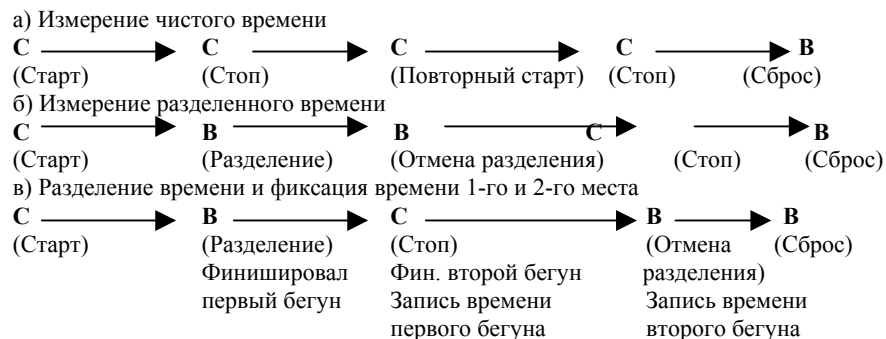 а) Измерение чистого времени
С С С С В
(Старт) (Стоп) (Повторный старт) (Стоп) (Сброс)
б) Измерение разделенного времени
С В В С В
(Старт) (Разделение) (Отмена разделения) (Стоп) (Сброс)
в) Разделение времени и фиксация времени 1-го и 2-го места
С В С В В
(Старт) (Разделение) (Стоп) (Отмена (Сброс)
Финишировал Фин. второй бегун разделения)
первый бегун Запись времени Запись времени
первого бегуна второго бегуна